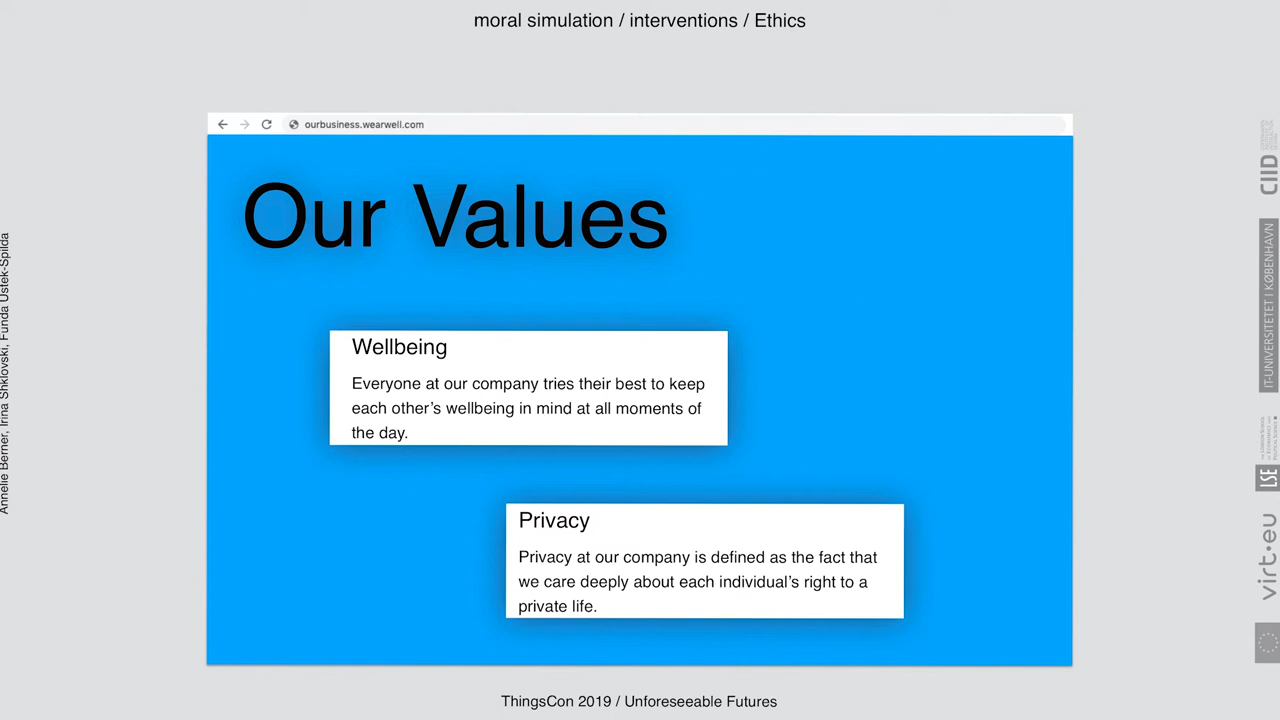 moral simulation / interventions / Ethics
ourbusiness.wearwell.com
Our Values
Wellbeing
Everyone at our company tries their best to keep
each other's wellbeing in mind at all moments of
the day.
Privacy
Privacy at our company is defined as the fact that
we care deeply about each individual's right to a
private life.
ThingsCon 2019 / Unforeseeable Futures
Annelie Berner, Irina Shklovski, Funda Ustek-Spilda
CIID
IT-UNIVERSITETET I KØBENHAVN
LSE
virt·eu